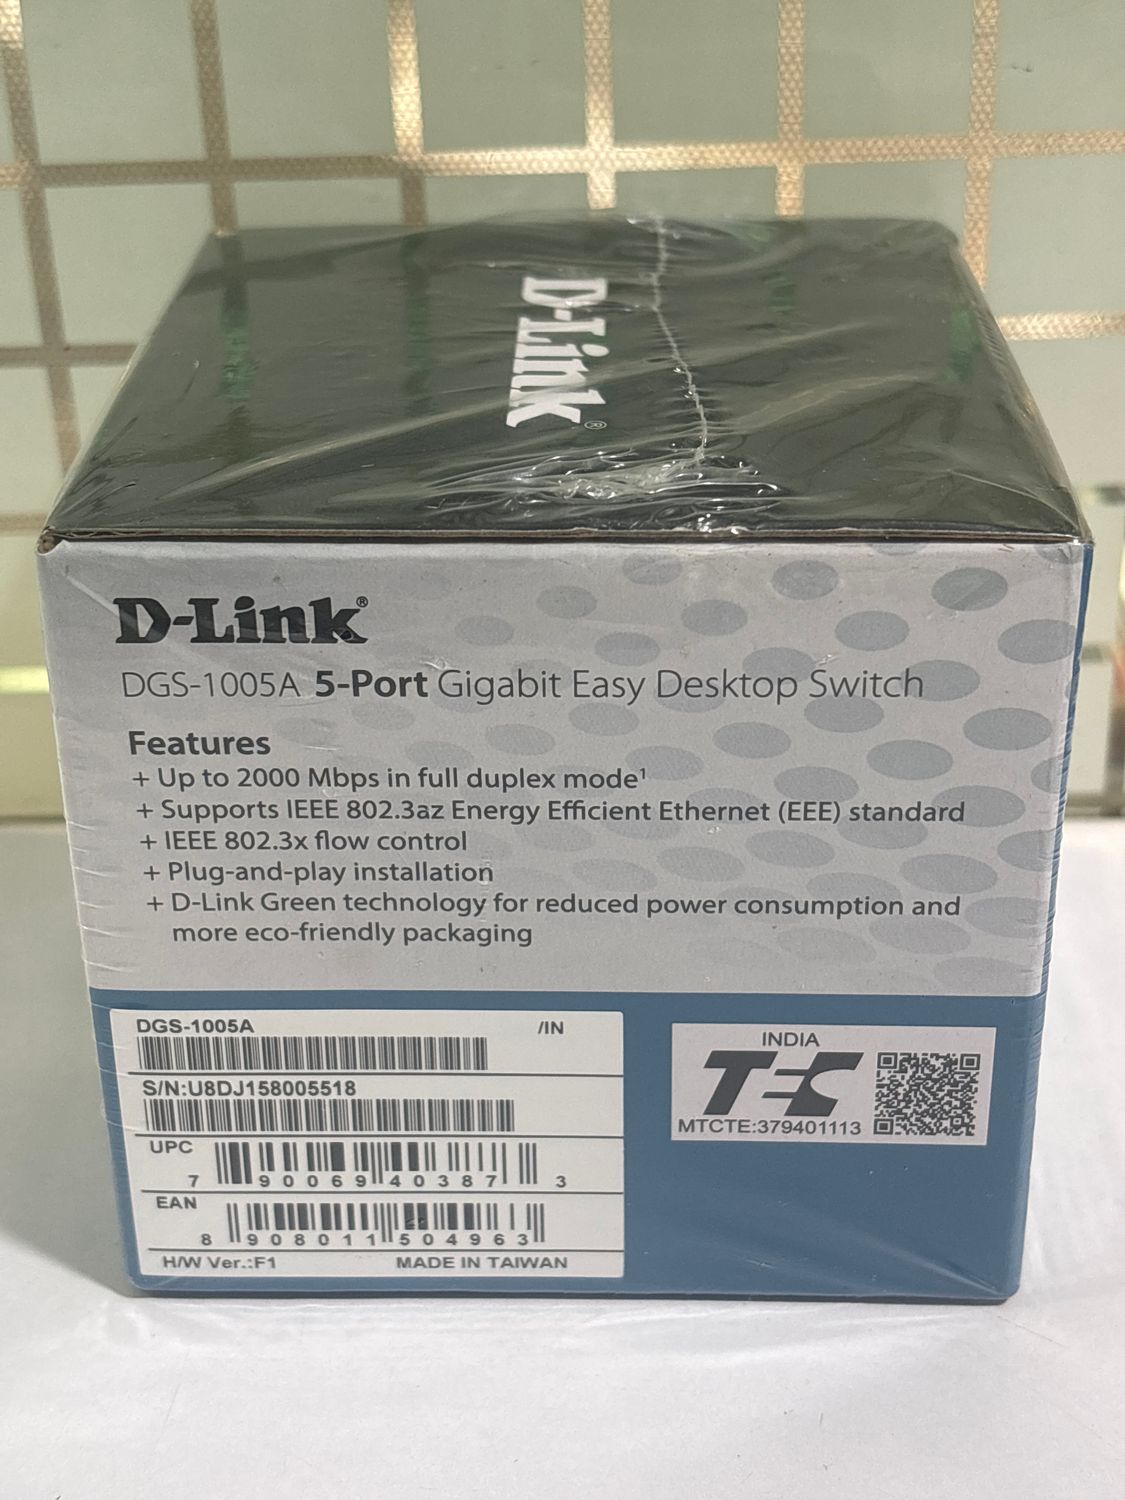 D-Link®
D-Link®
DGS-1005A 5-Port Gigabit Easy Desktop Switch
Features
+ Up to 2000 Mbps in full duplex mode¹
+ Supports IEEE 802.3az Energy Efficient Ethernet (EEE) standard
+ IEEE 802.3x flow control
+ Plug-and-play installation
+ D-Link Green technology for reduced power consumption and
more eco-friendly packaging
DGS-1005A /IN
S/N:U8DJ158005518
UPC
7 90069 40387 3
EAN
8 908011 504963
H/W Ver.:F1 MADE IN TAIWAN
INDIA
TEC
MTCTE:379401113